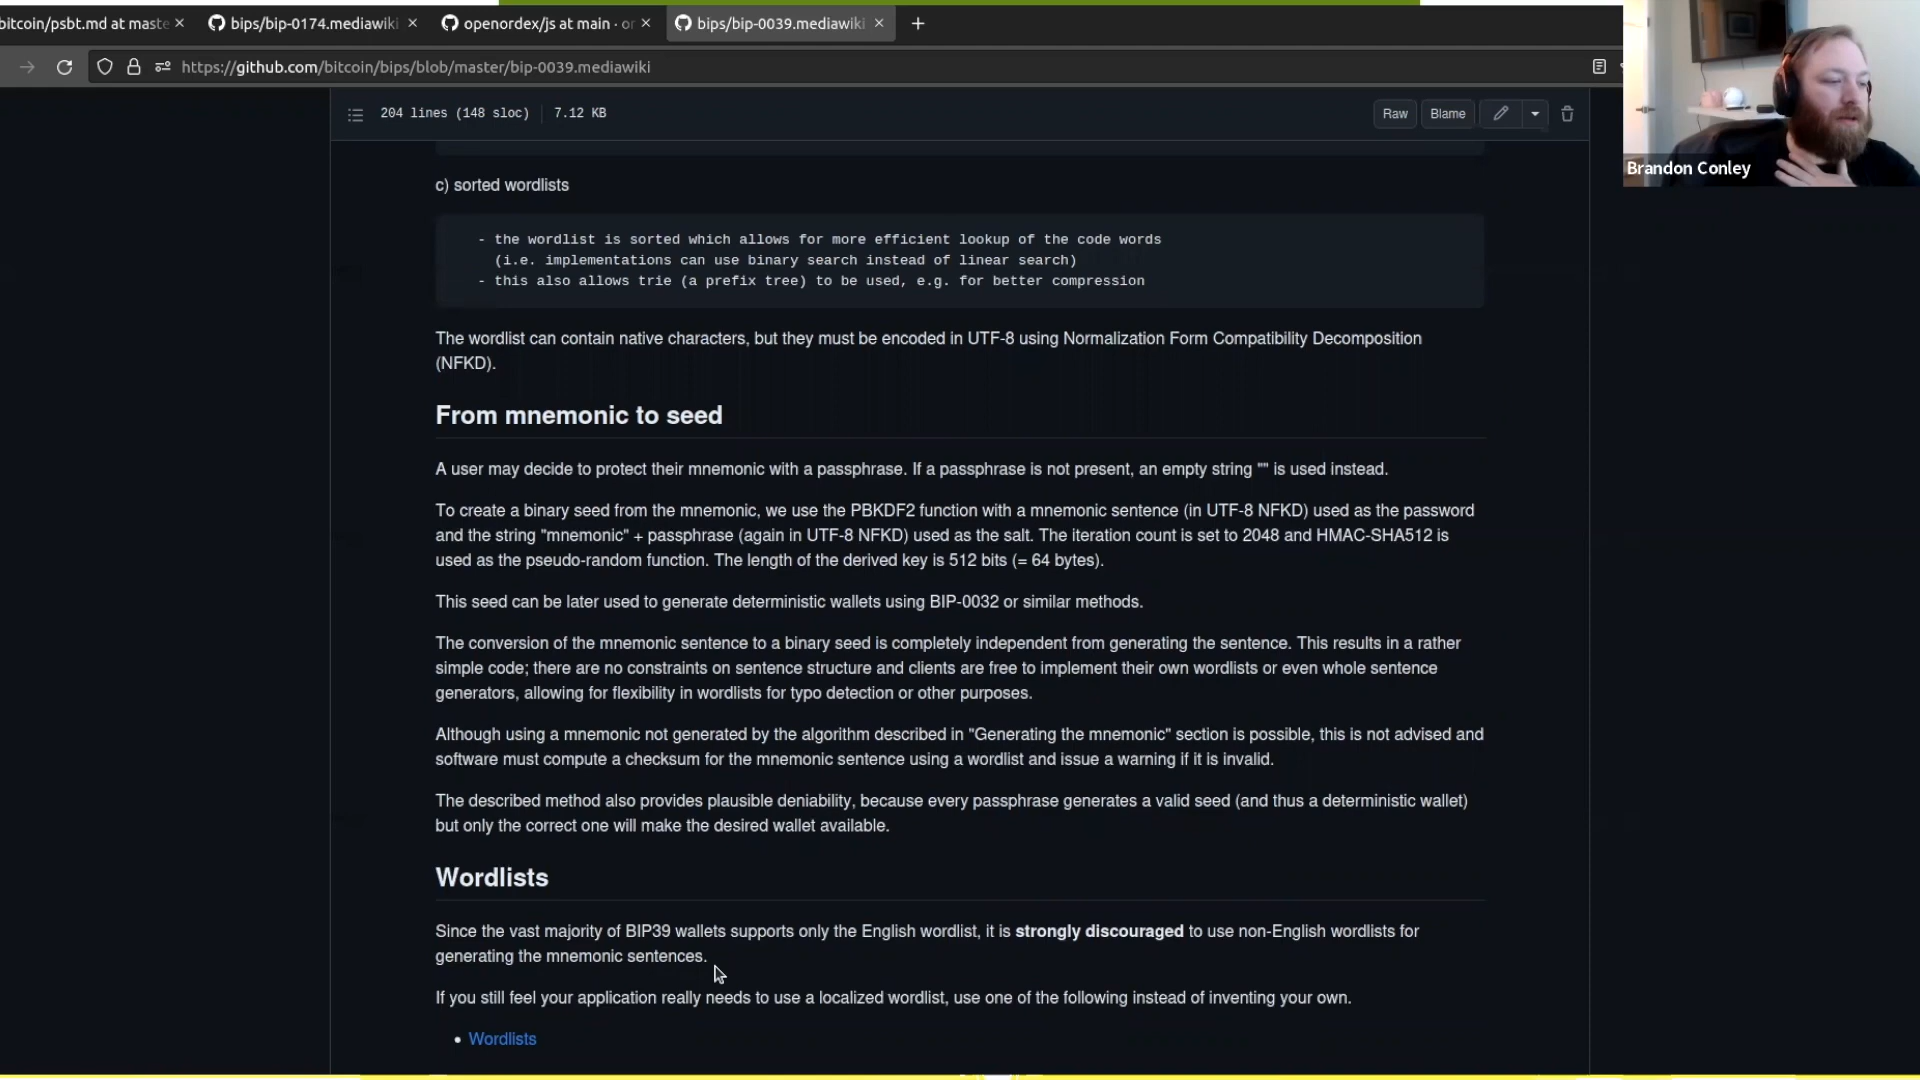 bitcoin/psbt.md at maste
bips/bip-0174.mediawiki
openordex/js at main · or
bips/bip-0039.mediawiki
https://github.com/bitcoin/bips/blob/master/bip-0039.mediawiki
Brandon Conley
204 lines (148 sloc) 7.12 KB
Raw Blame
c) sorted wordlists
- the wordlist is sorted which allows for more efficient lookup of the code words
(i.e. implementations can use binary search instead of linear search)
- this also allows trie (a prefix tree) to be used, e.g. for better compression
The wordlist can contain native characters, but they must be encoded in UTF-8 using Normalization Form Compatibility Decomposition
(NFKD).
From mnemonic to seed
A user may decide to protect their mnemonic with a passphrase. If a passphrase is not present, an empty string "" is used instead.
To create a binary seed from the mnemonic, we use the PBKDF2 function with a mnemonic sentence (in UTF-8 NFKD) used as the password
and the string "mnemonic" + passphrase (again in UTF-8 NFKD) used as the salt. The iteration count is set to 2048 and HMAC-SHA512 is
used as the pseudo-random function. The length of the derived key is 512 bits (= 64 bytes).
This seed can be later used to generate deterministic wallets using BIP-0032 or similar methods.
The conversion of the mnemonic sentence to a binary seed is completely independent from generating the sentence. This results in a rather
simple code; there are no constraints on sentence structure and clients are free to implement their own wordlists or even whole sentence
generators, allowing for flexibility in wordlists for typo detection or other purposes.
Although using a mnemonic not generated by the algorithm described in "Generating the mnemonic" section is possible, this is not advised and
software must compute a checksum for the mnemonic sentence using a wordlist and issue a warning if it is invalid.
The described method also provides plausible deniability, because every passphrase generates a valid seed (and thus a deterministic wallet)
but only the correct one will make the desired wallet available.
Wordlists
Since the vast majority of BIP39 wallets supports only the English wordlist, it is strongly discouraged to use non-English wordlists for
generating the mnemonic sentences.
If you still feel your application really needs to use a localized wordlist, use one of the following instead of inventing your own.
• Wordlists